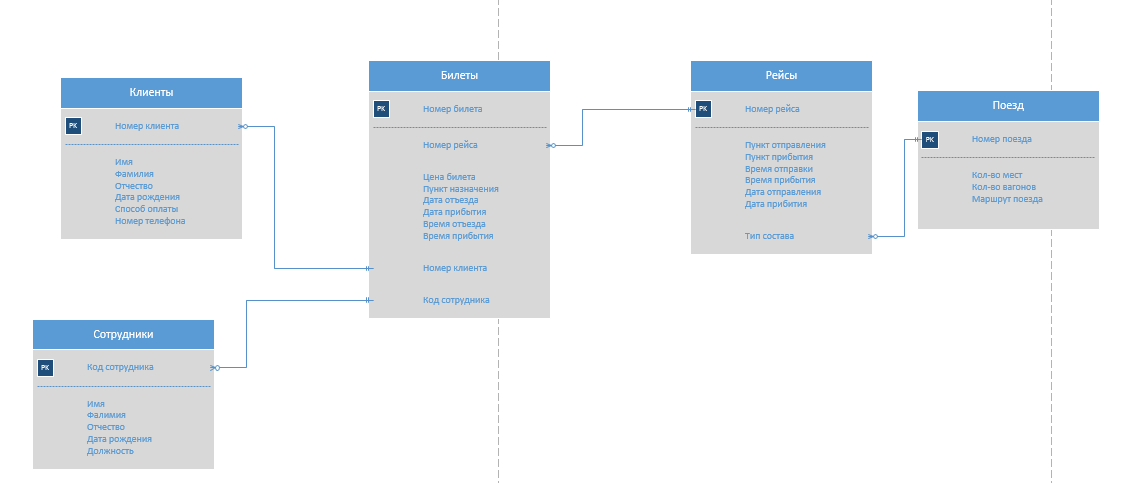 Клиенты
PK
Номер клиента
Имя
Фамилия
Отчество
Дата рождения
Способ оплаты
Номер телефона
Сотрудники
PK
Код сотрудника
Имя
Фалимия
Отчество
Дата рождения
Должность
Билеты
PK
Номер билета
Номер рейса
Цена билета
Пункт назначения
Дата отъезда
Дата прибытия
Время отъезда
Время прибытия
Номер клиента
Код сотрудника
Рейсы
PK
Номер рейса
Пункт отправления
Пункт прибытия
Время отправки
Время прибытия
Дата отправления
Дата прибития
Тип состава
Поезд
PK
Номер поезда
Кол-во мест
Кол-во вагонов
Маршрут поезда